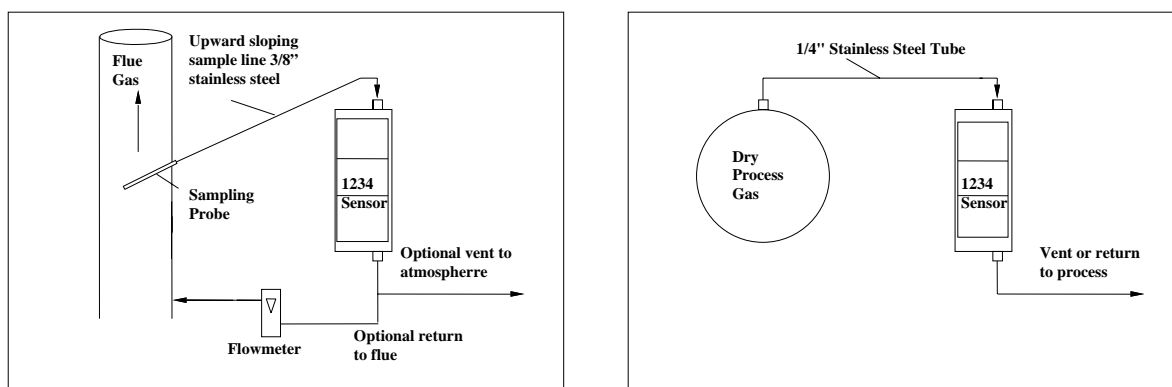 Upward sloping
sample line 3/8”
stainless steel
Flue
Gas
Sampling
Probe
1234
Sensor
Optional vent to
atmospherre
Flowmeter
Optional return
to flue
1/4" Stainless Steel Tube
Dry
Process
Gas
1234
Sensor
Vent or return
to process